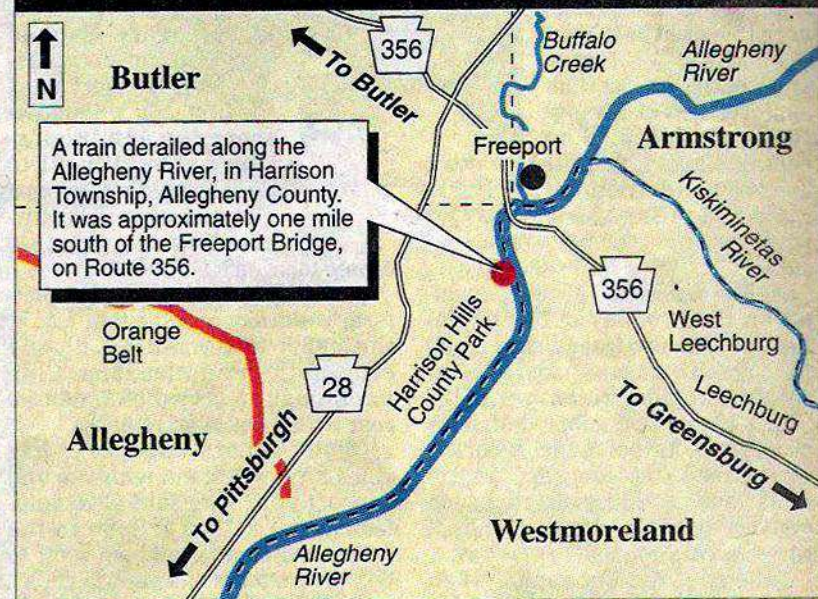 N
Butler
To Butler
356
Buffalo
Creek
Allegheny
River
Freeport
Armstrong
A train derailed along the
Allegheny River, in Harrison
Township, Allegheny County.
It was approximately one mile
south of the Freeport Bridge,
on Route 356.
Kiskiminetas
River
356
Orange
Belt
28
Harrison Hills
County Park
West
Leechburg
Leechburg
To Greensburg
Allegheny
To Pittsburgh
Westmoreland
Allegheny
River